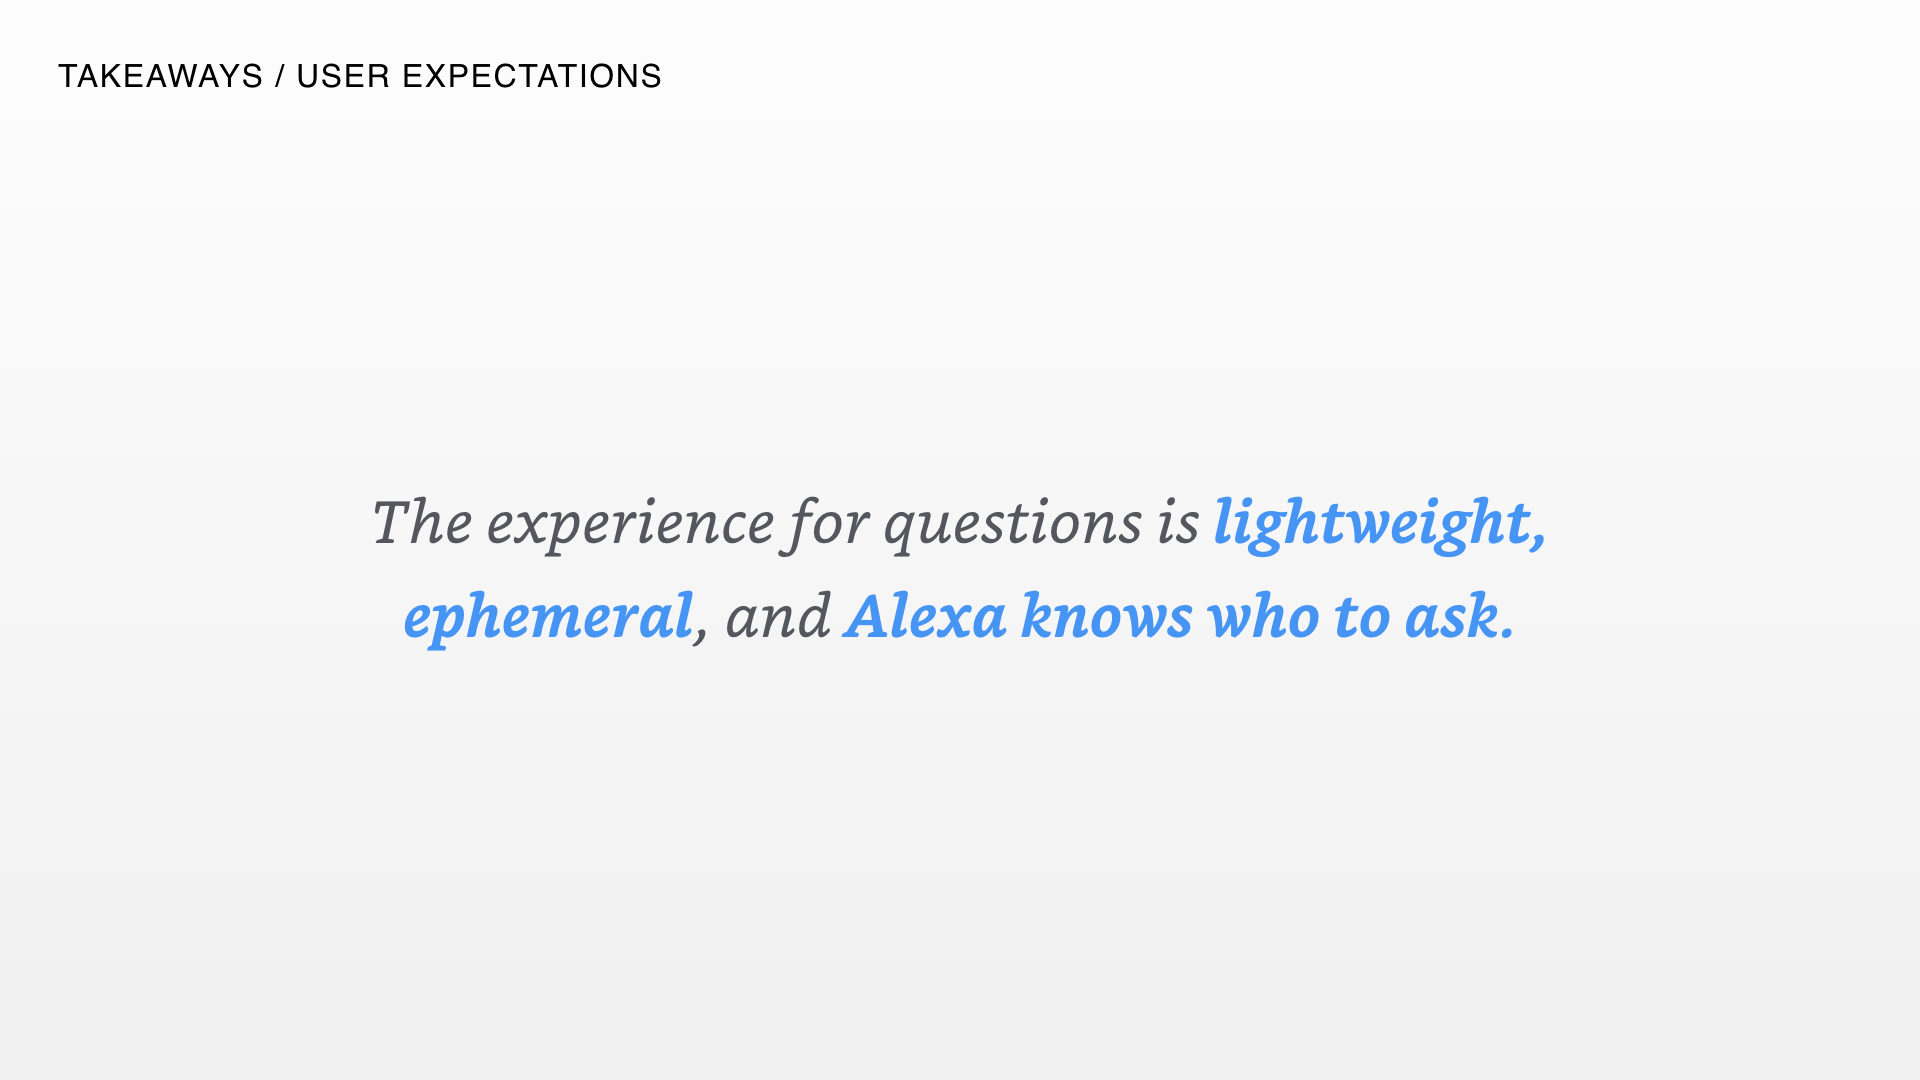 TAKEAWAYS / USER EXPECTATIONS
The experience for questions is lightweight,
ephemeral, and Alexa knows who to ask.